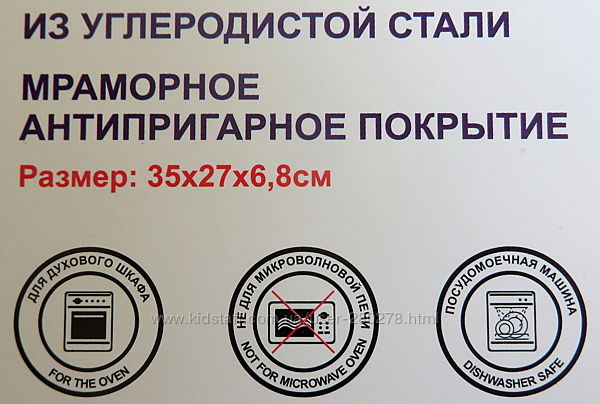 ИЗ УГЛЕРОДИСТОЙ СТАЛИ
МРАМОРНОЕ
АНТИПРИГАРНОЕ ПОКРЫТИЕ
Размер: 35х27х6,8см
ДЛЯ ДУХОВОГО ШКАФА
FOR THE OVEN
НЕ ДЛЯ МИКРОВОЛНОВОЙ ПЕЧИ
NOT FOR MICROWAVE OVEN
ПОСУДОМОЕЧНАЯ МАШИНА
DISHWASHER SAFE